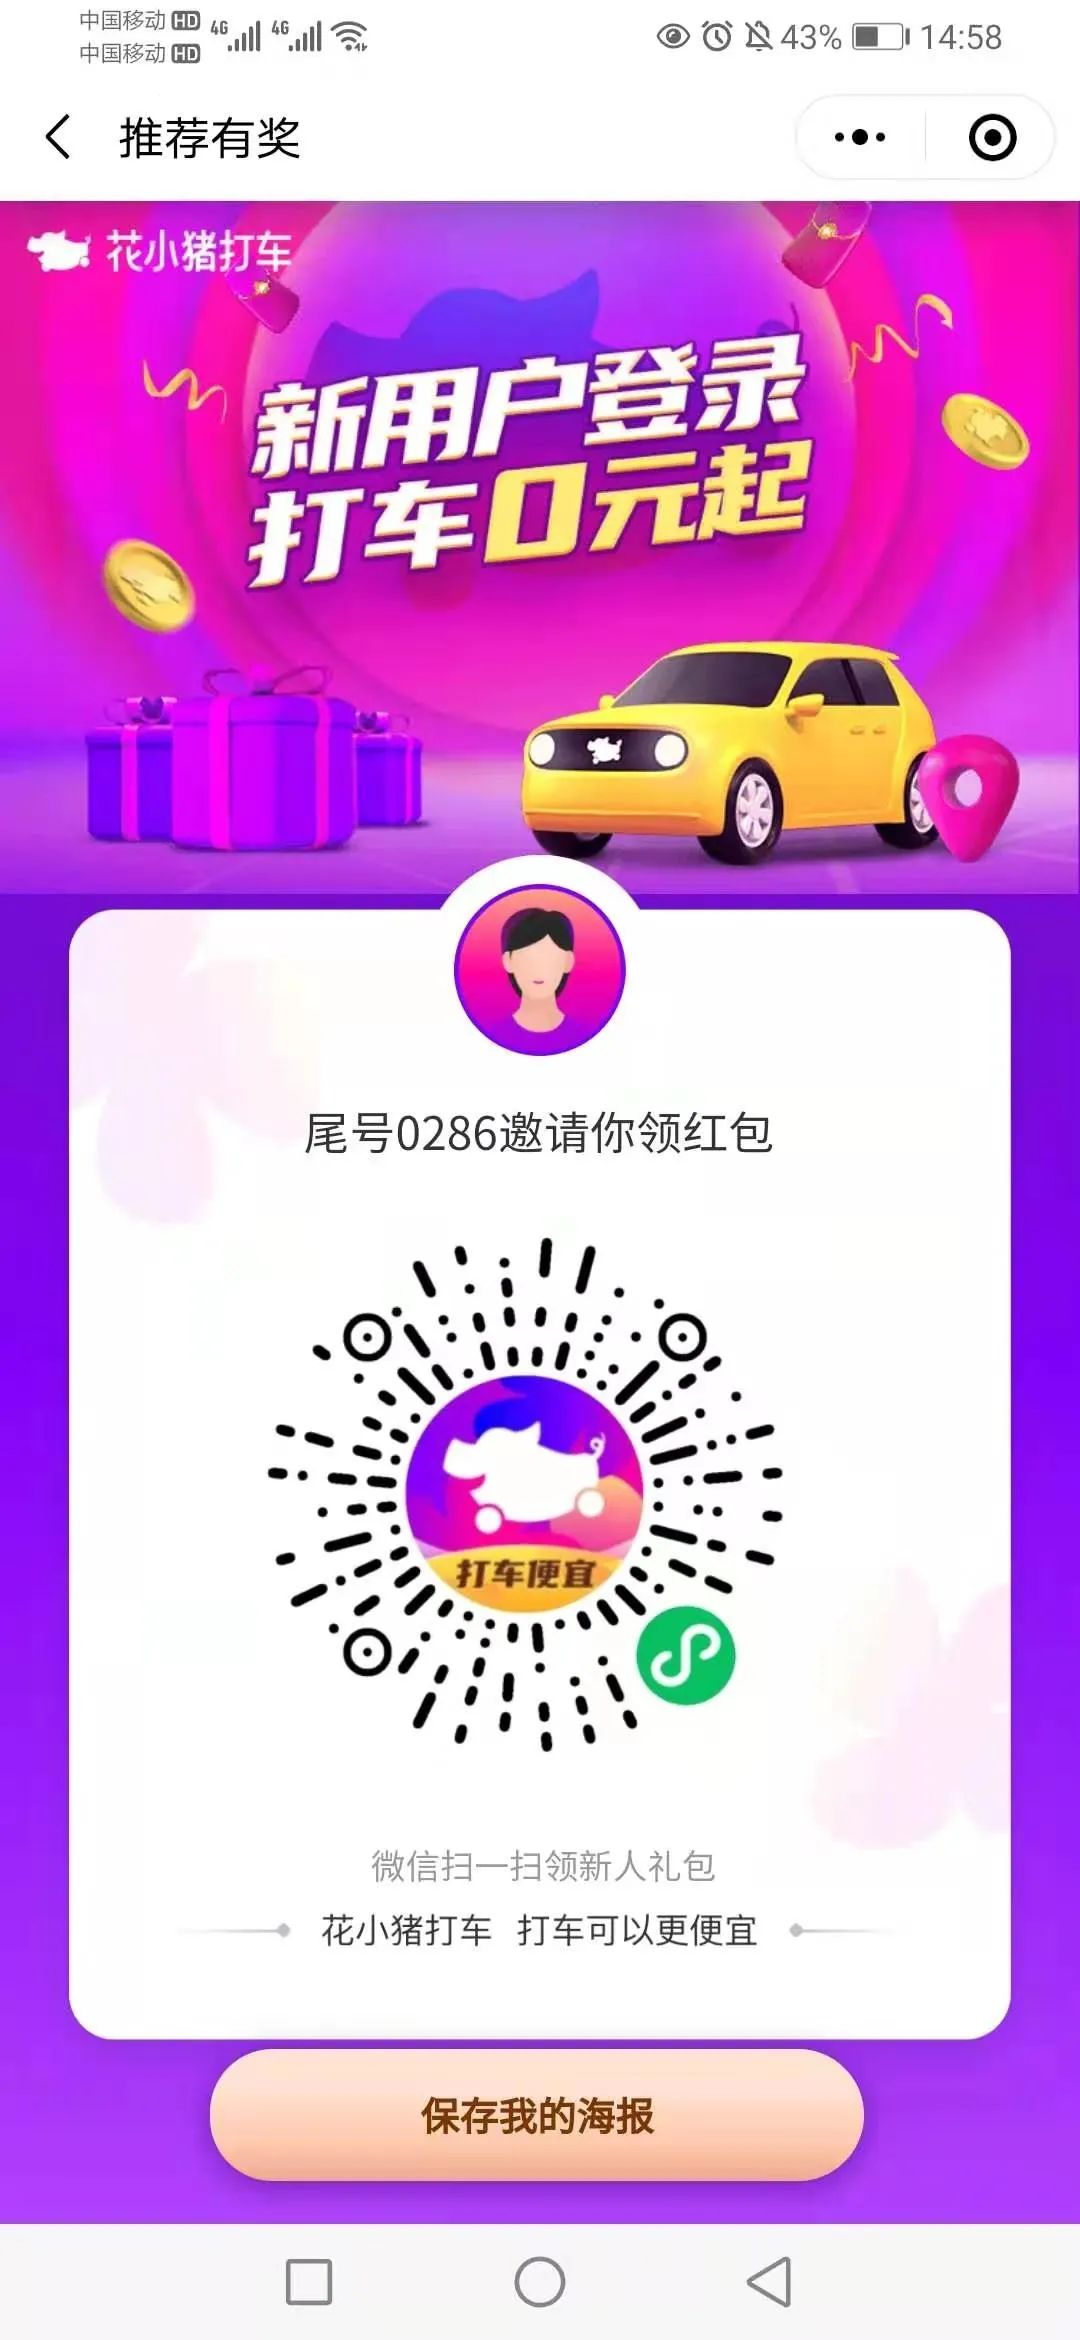 中国移动 HD 4G 4G
中国移动 HD
43% 14:58
推荐有奖
花小猪打车
新用户登录
打车0元起
尾号0286邀请你领红包
打车便宜
微信扫一扫领新人礼包
花小猪打车 打车可以更便宜
保存我的海报